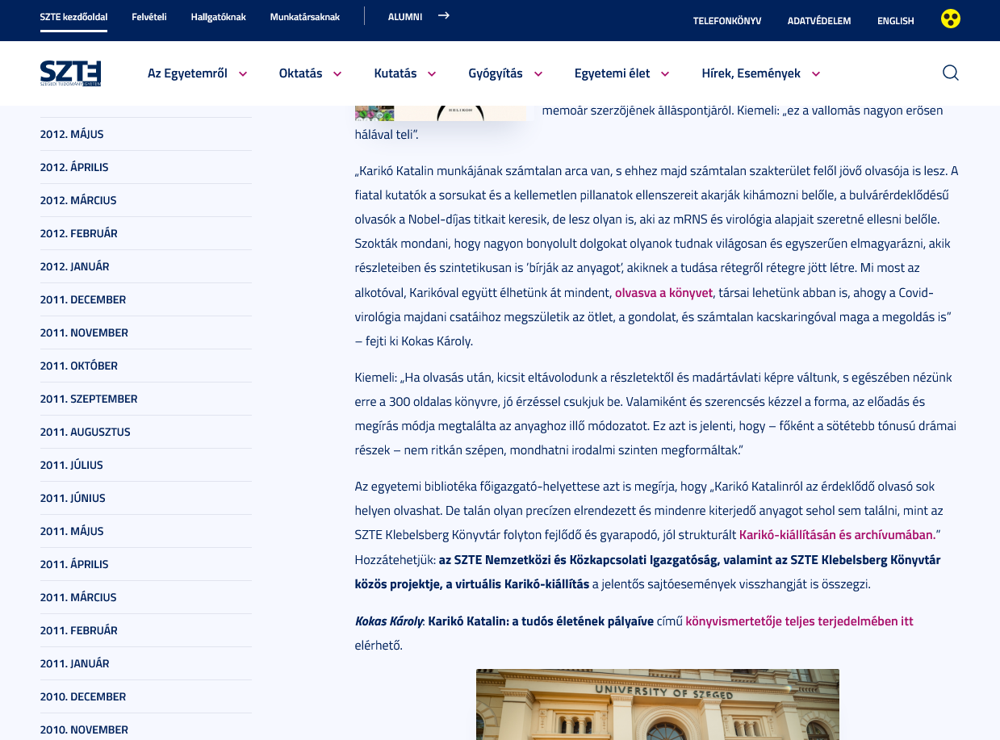 SZTE kezdőoldal
Felvételi
Hallgatóknak
Munkatársaknak
ALUMNI
TELEFONKÖNYV
ADATVÉDELEM
ENGLISH
SZTE
SZEGEDI TUDOMÁNYEGYETEM
Az Egyetemről
Oktatás
Kutatás
Gyógyítás
Egyetemi élet
Hírek, Események
2012. MÁJUS
2012. ÁPRILIS
2012. MÁRCIUS
2012. FEBRUÁR
2012. JANUÁR
2011. DECEMBER
2011. NOVEMBER
2011. OKTÓBER
2011. SZEPTEMBER
2011. AUGUSZTUS
2011. JÚLIUS
2011. JÚNIUS
2011. MÁJUS
2011. ÁPRILIS
2011. MÁRCIUS
2011. FEBRUÁR
2011. JANUÁR
2010. DECEMBER
2010. NOVEMBER
HELIKON
memoár szerzőjének álláspontjáról. Kiemeli: „ez a vallomás nagyon erősen
hálával teli”.
„Karikó Katalin munkájának számtalan arca van, s ehhez majd számtalan szakterület felől jövő olvasója is lesz. A
fiatal kutatók a sorsukat és a kellemetlen pillanatok ellenszereit akarják kihámozni belőle, a bulvárérdeklődésű
olvasók a Nobel-díjas titkait keresik, de lesz olyan is, aki az mRNS és virológia alapjait szeretné ellesni belőle.
Szokták mondani, hogy nagyon bonyolult dolgokat olyanok tudnak világosan és egyszerűen elmagyarázni, akik
részleteiben és szintetikusan is ’bírják az anyagot’, akiknek a tudása rétegről rétegre jött létre. Mi most az
alkotóval, Karikóval együtt élhetünk át mindent, olvasva a könyvet, társai lehetünk abban is, ahogy a Covid-
virológia majdani csatáihoz megszületik az ötlet, a gondolat, és számtalan kacskaringóval maga a megoldás is”
– fejti ki Kokas Károly.
Kiemeli: „Ha olvasás után, kicsit eltávolodunk a részletektől és madártávlati képre váltunk, s egészében nézünk
erre a 300 oldalas könyvre, jó érzéssel csukjuk be. Valamiként és szerencsés kézzel a forma, az előadás és
megírás módja megtalálta az anyaghoz illő módozatot. Ez azt is jelenti, hogy – főként a sötétebb tónusú drámai
részek – nem ritkán szépen, mondhatni irodalmi szinten megformáltak.”
Az egyetemi bibliotéka főigazgató-helyettese azt is megírja, hogy „Karikó Katalinról az érdeklődő olvasó sok
helyen olvashat. De talán olyan precízen elrendezett és mindenre kiterjedő anyagot sehol sem találni, mint az
SZTE Klebelsberg Könyvtár folyton fejlődő és gyarapodó, jól strukturált Karikó-kiállításán és archívumában.”
Hozzátehetjük: az SZTE Nemzetközi és Közkapcsolati Igazgatóság, valamint az SZTE Klebelsberg Könyvtár
közös projektje, a virtuális Karikó-kiállítás a jelentős sajtóesemények visszhangját is összegzi.
Kokas Károly: Karikó Katalin: a tudós életének pályaíve című könyvismertetője teljes terjedelmében itt
elérhető.
UNIVERSITY OF SZEGED